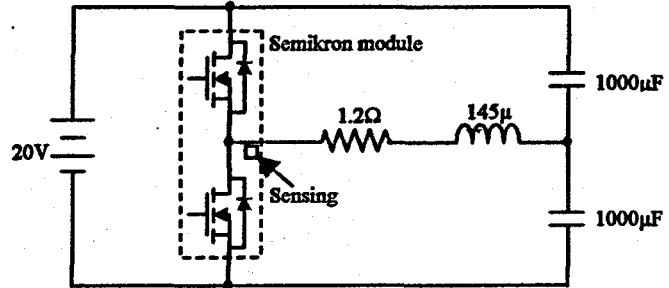 Semikron module
1000μF
1.2Ω
145μ
20V
Sensing
1000μF